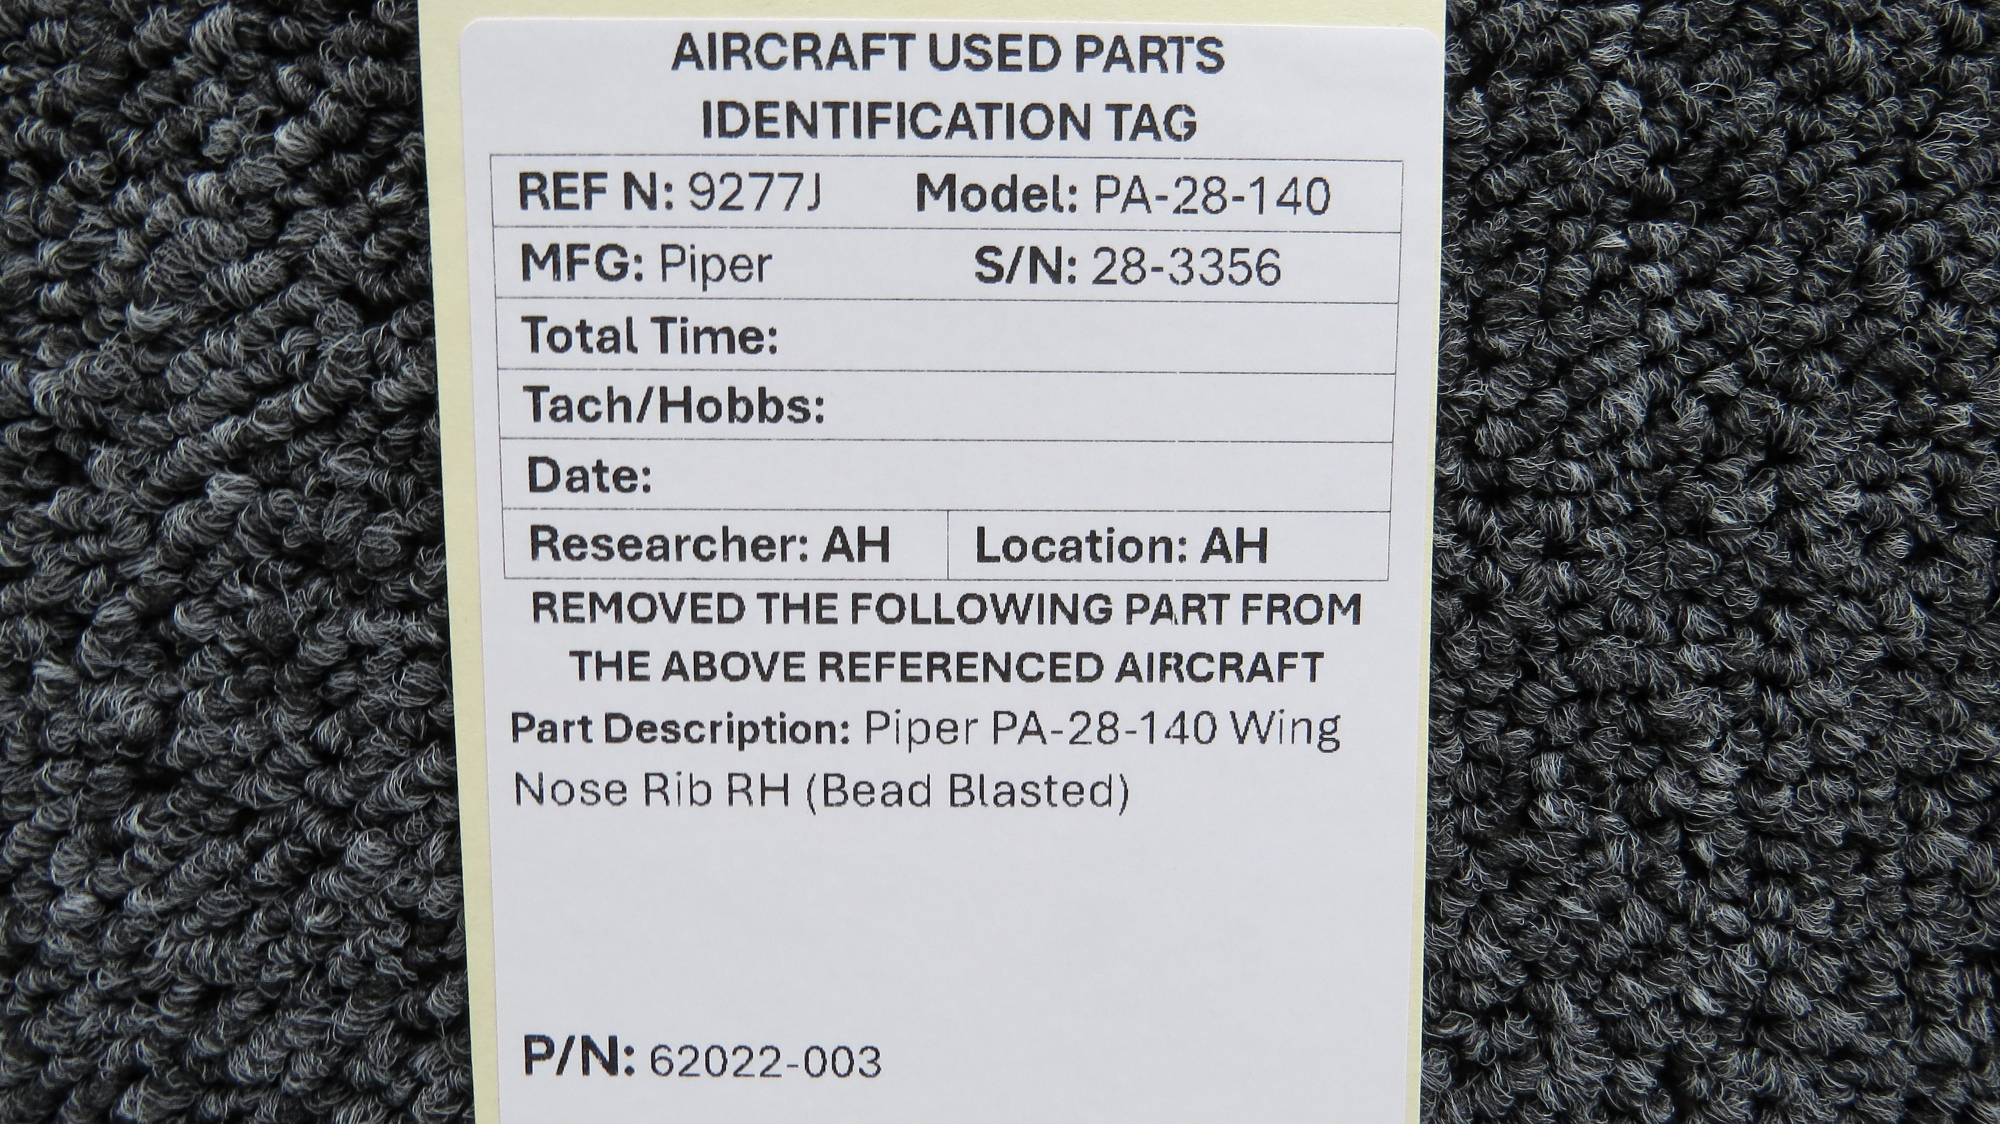 AIRCRAFT USED PARTS
IDENTIFICATION TAG
REF N: 9277J Model: PA-28-140
MFG: Piper S/N: 28-3356
Total Time:
Tach/Hobbs:
Date:
Researcher: AH Location: AH
REMOVED THE FOLLOWING PART FROM
THE ABOVE REFERENCED AIRCRAFT
Part Description: Piper PA-28-140 Wing
Nose Rib RH (Bead Blasted)
P/N: 62022-003